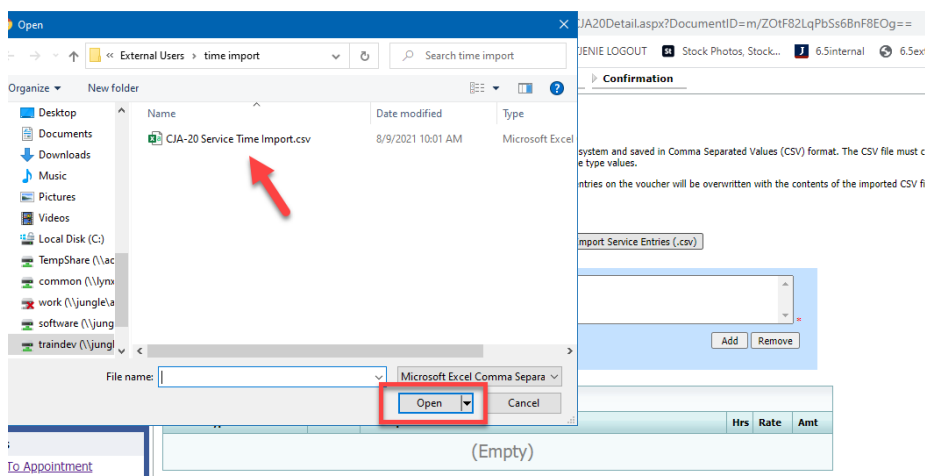 Open
JA20Detail.aspx?DocumentID=m/ZOtF82LqPbSs6BnF8EOg==
« External Users › time import
Search time import
JENIE LOGOUT
St Stock Photos, Stock...
J 6.5internal
6.5ex
Organize
New folder
?
Confirmation
Name
Date modified
Type
CJA-20 Service Time Import.csv
8/9/2021 10:01 AM
Microsoft Excel
Desktop
Documents
Downloads
Music
Pictures
Videos
Local Disk (C:)
TempShare (\\ac
common (\\lynx
work (\\jungle\a
software (\\jung
traindev (\\jungl
system and saved in Comma Separated Values (CSV) format. The CSV file must c
e type values.
ntries on the voucher will be overwritten with the contents of the imported CSV fi
mport Service Entries (.csv)
*
Add
Remove
File name:
Microsoft Excel Comma Separa
Open
Cancel
Hrs
Rate
Amt
(Empty)
s
To Appointment